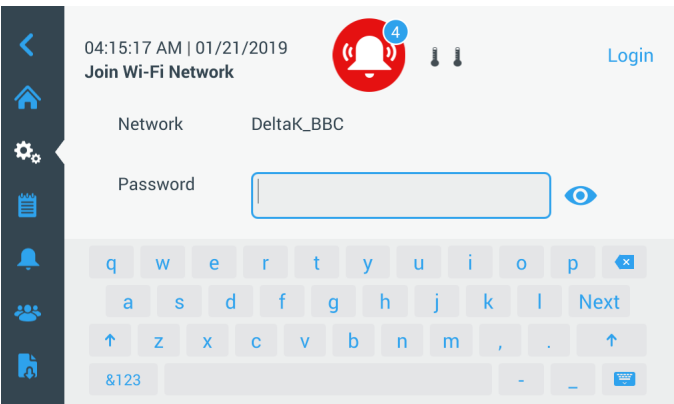 04:15:17 AM | 01/21/2019
4
Login
Join Wi-Fi Network
Network DeltaK_BBC
Password
q w e r t y u i o p
a s d f g h j k l Next
z x c v b n m , .
&123 - _